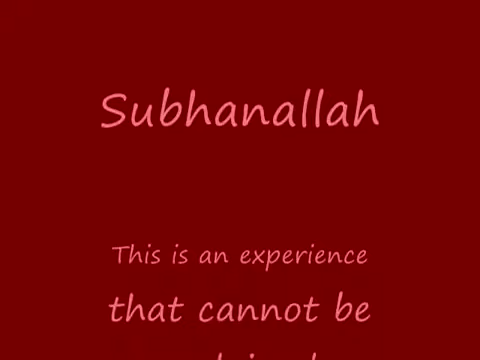 Subhanallah
This is an experience
that cannot be